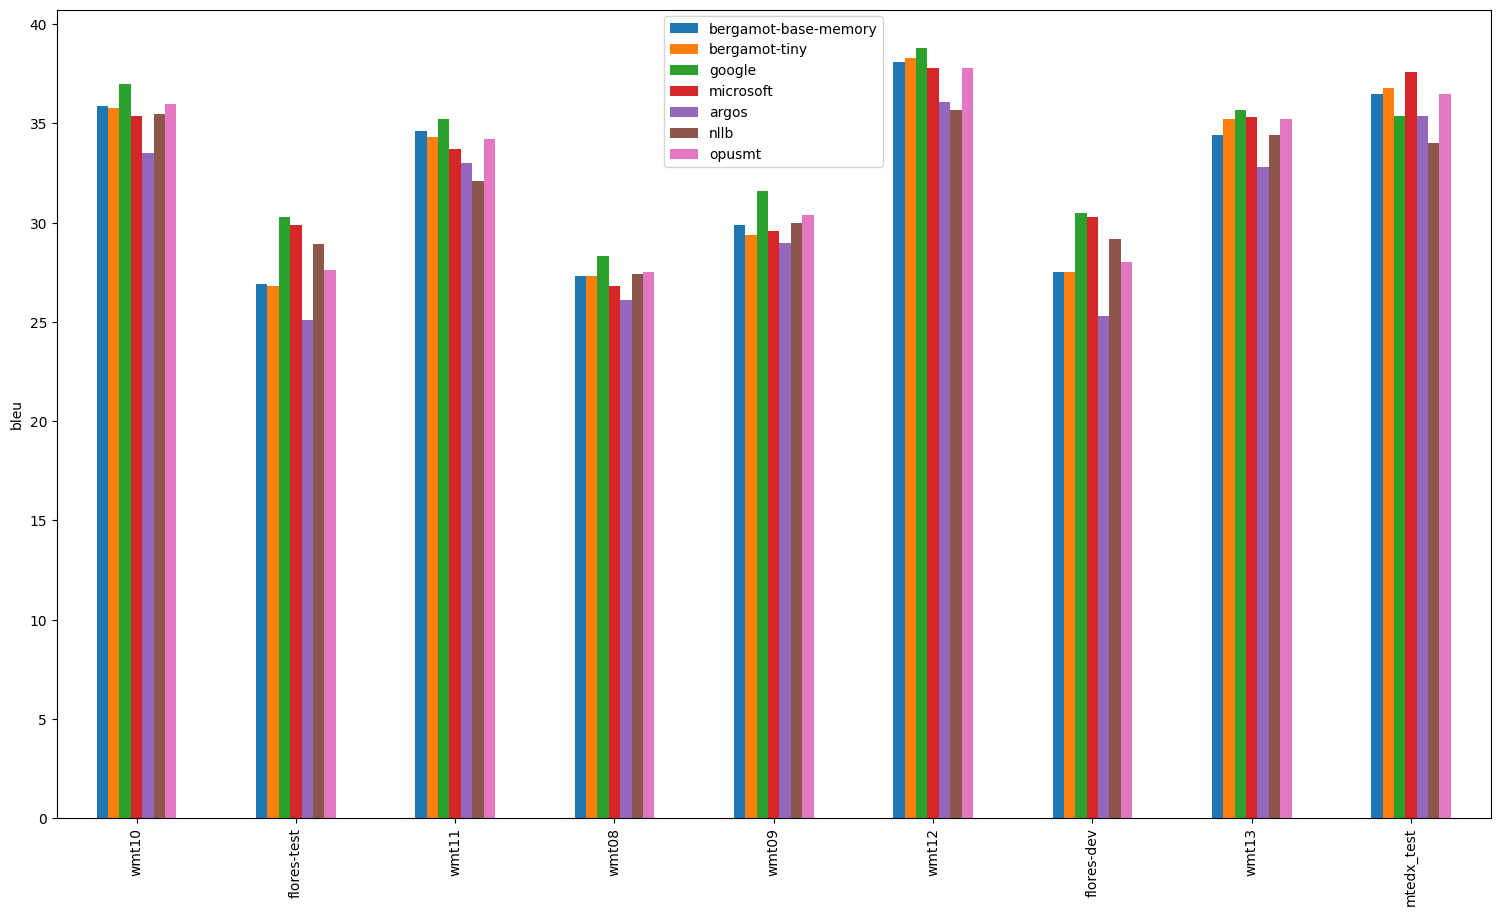 40
35
30
25
20
15
10
5
0
bleu
bergamot-base-memory
bergamot-tiny
google
microsoft
argos
nllb
opusmt
wmt10
flores-test
wmt11
wmt08
wmt09
wmt12
flores-dev
wmt13
mtedx_test